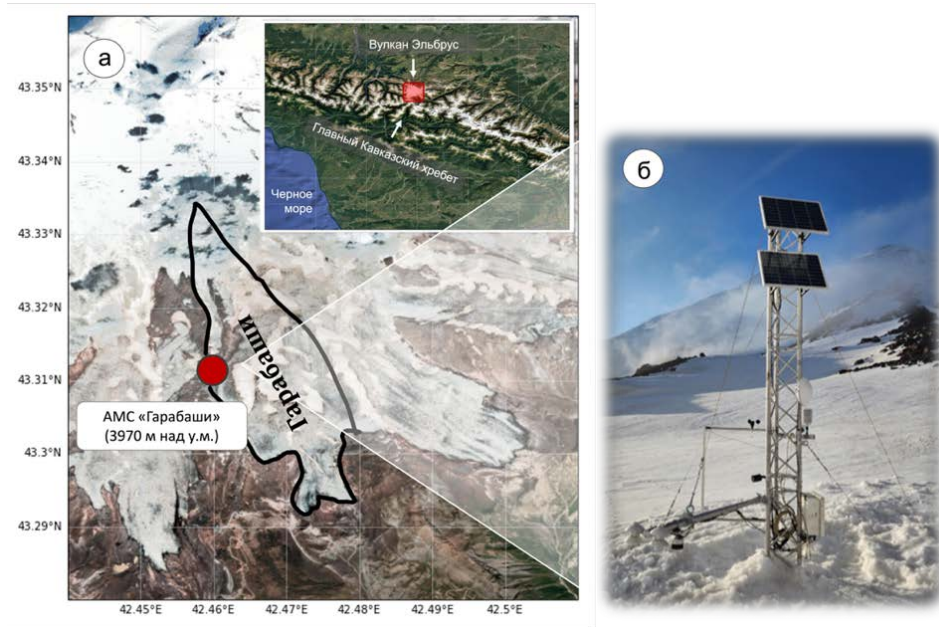 а
Вулкан Эльбрус
Главный Кавказский хребет
Черное
море
43.35°N
43.34°N
43.33°N
43.32°N
43.31°N
43.3°N
43.29°N
Гарабаши
АМС «Гарабаши»
(3970 м над у.м.)
42.45°E
42.46°E
42.47°E
42.48°E
42.49°E
42.5°E
б